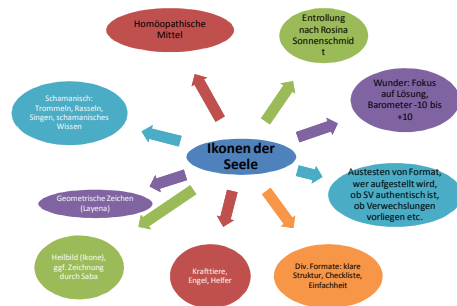 Homöopathische
Mittel
Entrollung
nach Rosina
Sonnenschmid
t
Wunder: Fokus
auf Lösung,
Barometer -10 bis
+10
Schamanisch:
Trommeln, Rasseln,
Singen, schamanisches
Wissen
Ikonen der
Seele
Austesten von Format,
wer aufgestellt wird,
ob SV authentisch ist,
ob Verwechslungen
vorliegen etc.
Geometrische Zeichen
(Layena)
Heilbild (Ikone),
ggf. Zeichnung
durch Saba
Krafttiere,
Engel, Helfer
Div. Formate: klare
Struktur, Checkliste,
Einfachheit